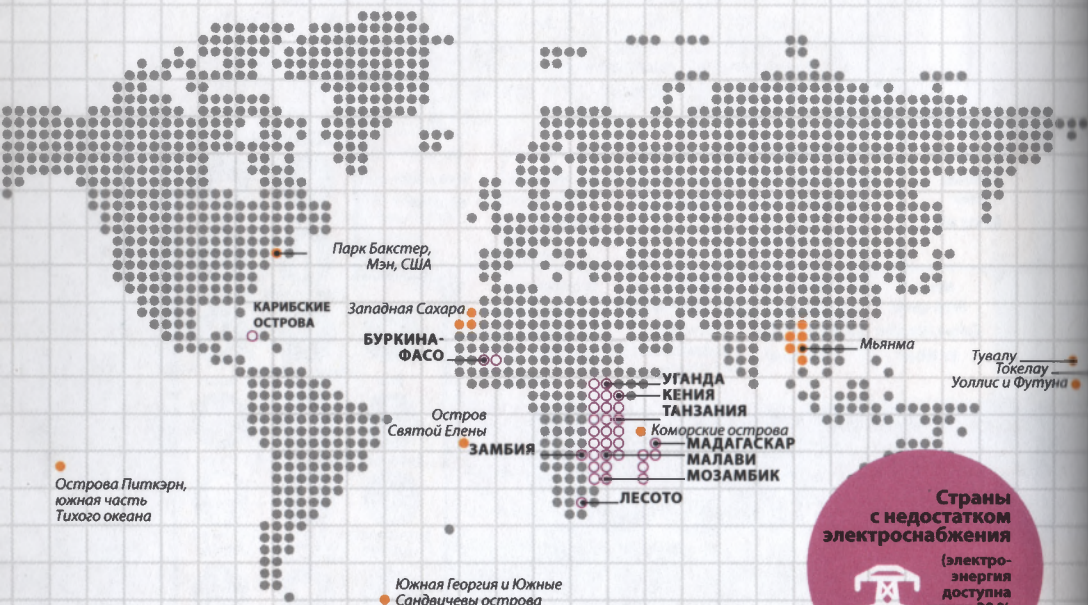 Парк Бакстер,
Мэн, США
КАРИБСКИЕ
ОСТРОВА
Западная Сахара
БУРКИНА-
ФАСО
Мьянма
Тувалу
Токелау
Уоллис и Футуна
УГАНДА
КЕНИЯ
ТАНЗАНИЯ
Остров
Святой Елены
Коморские острова
ЗАМБИЯ
МАДАГАСКАР
МАЛАВИ
МОЗАМБИК
ЛЕСОТО
Острова Питкэрн,
южная часть
Тихого океана
Страны
с недостатком
электроснабжения
(электро-
энергия
доступна
Южная Георгия и Южные
Сандвичевы острова